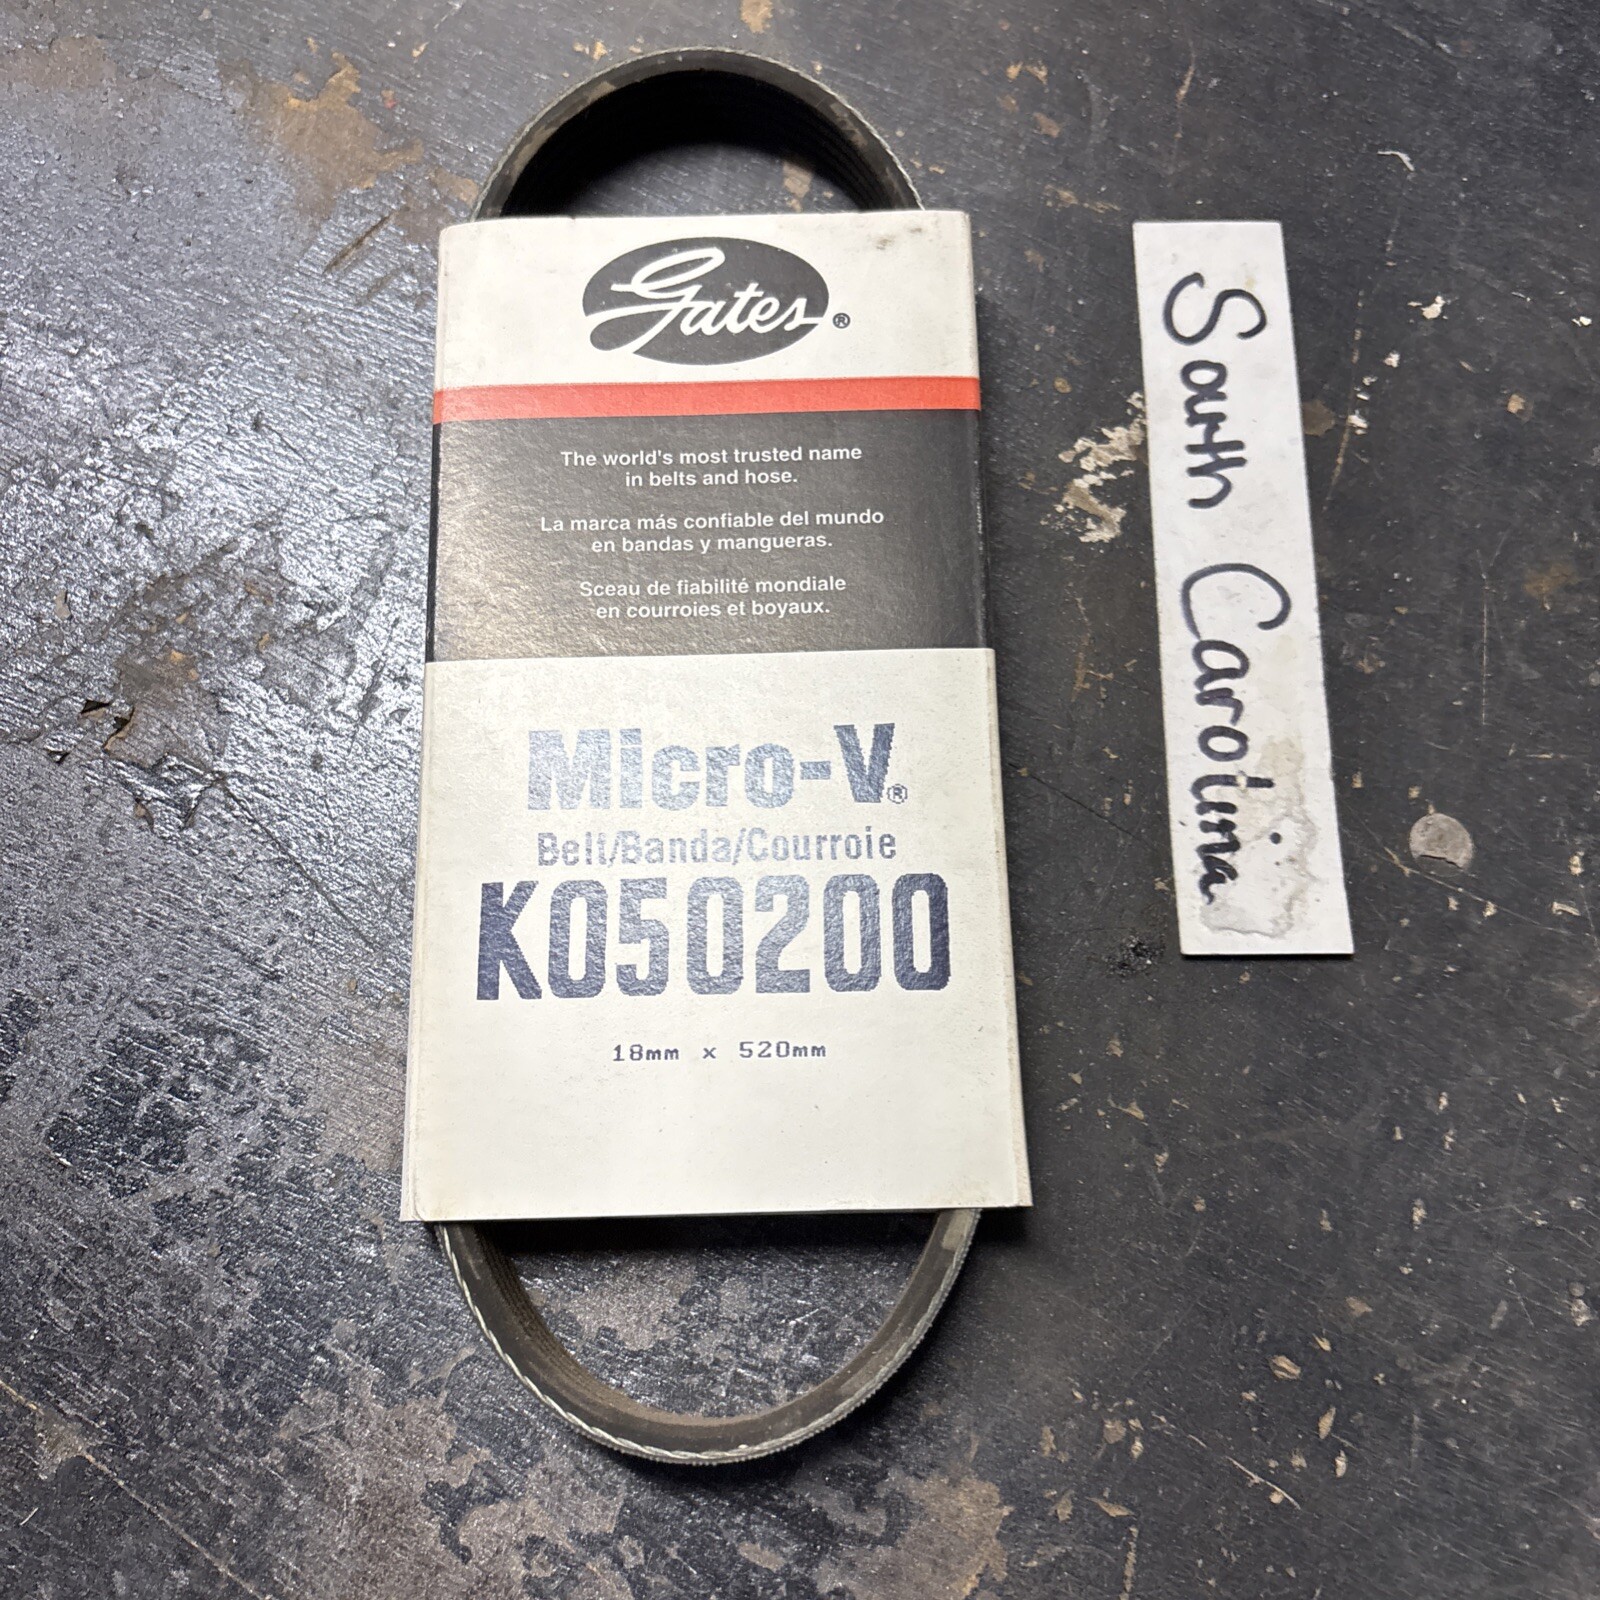 Gates®
The world's most trusted name
in belts and hose.
La marca más confiable del mundo
en bandas y mangueras.
Sceau de fiabilité mondiale
en courroies et boyaux.
Micro-V®
Belt/Banda/Courroie
K050200
18mm x 520mm
South Carolina